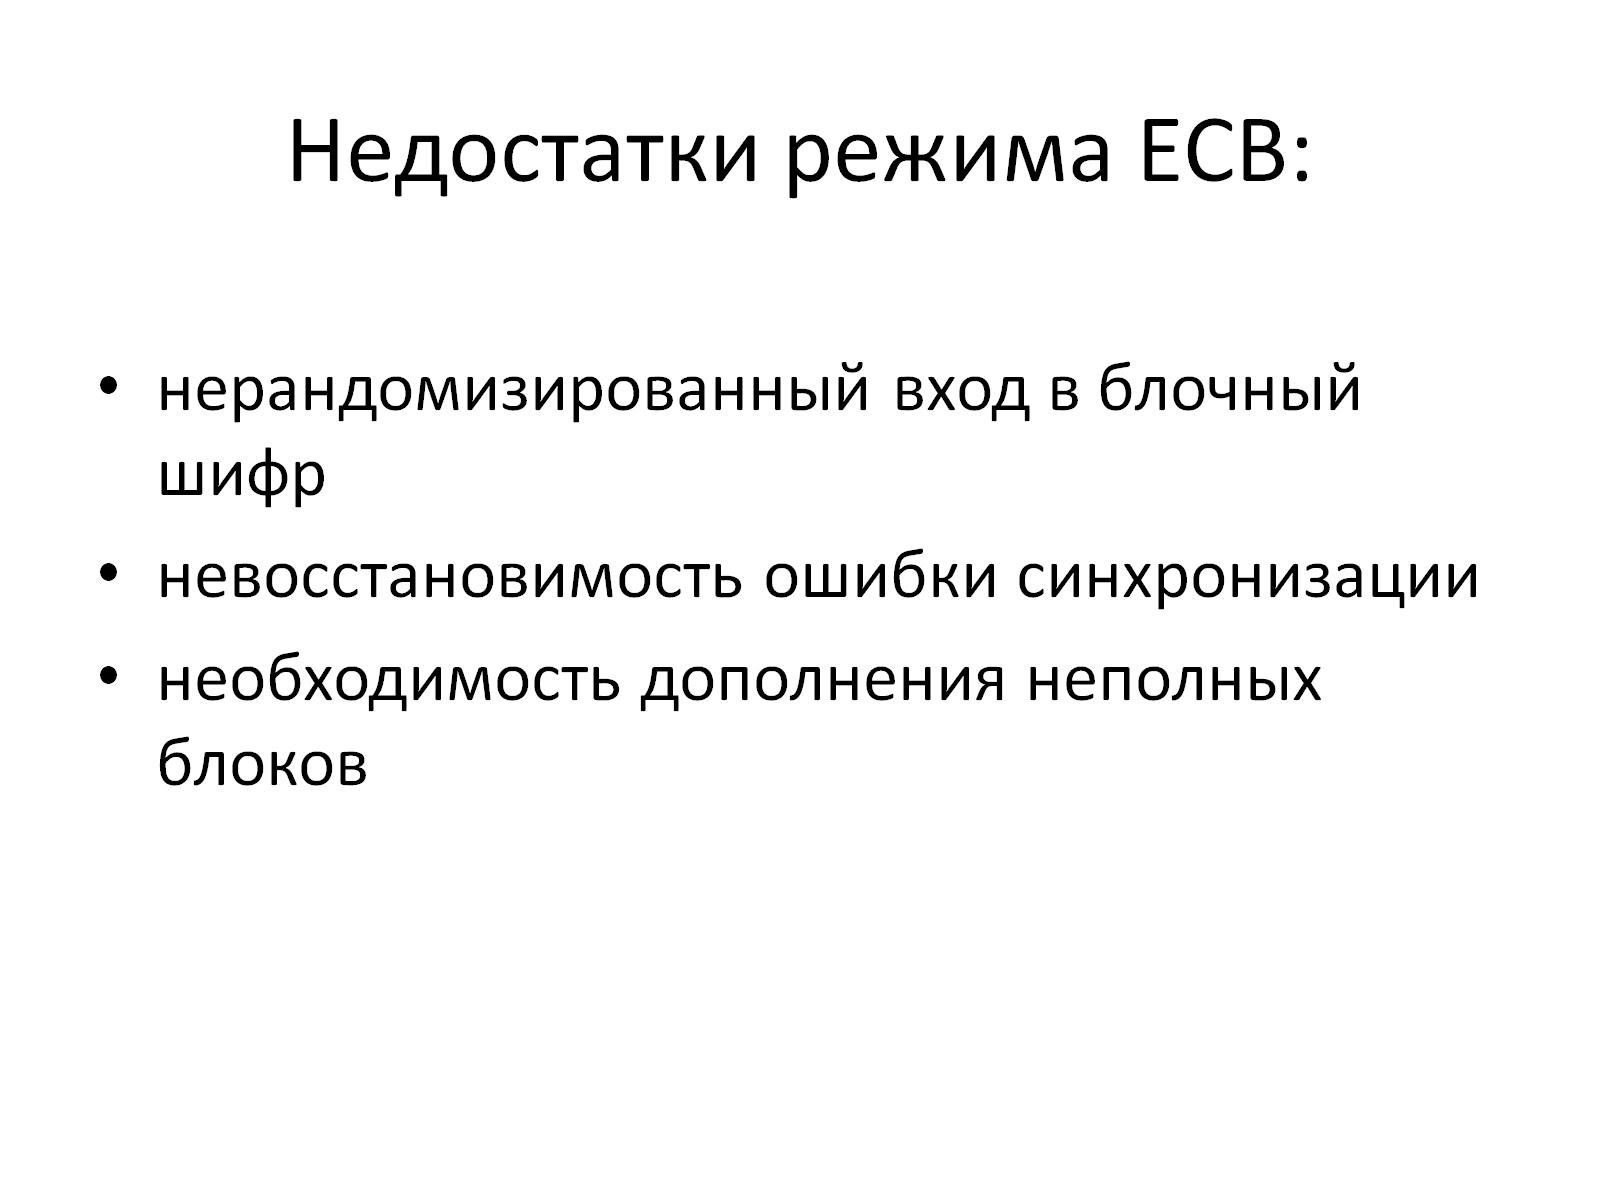 Недостатки режима ECB:
• нерандомизированный вход в блочный
шифр
• невосстановимость ошибки синхронизации
• необходимость дополнения неполных
блоков